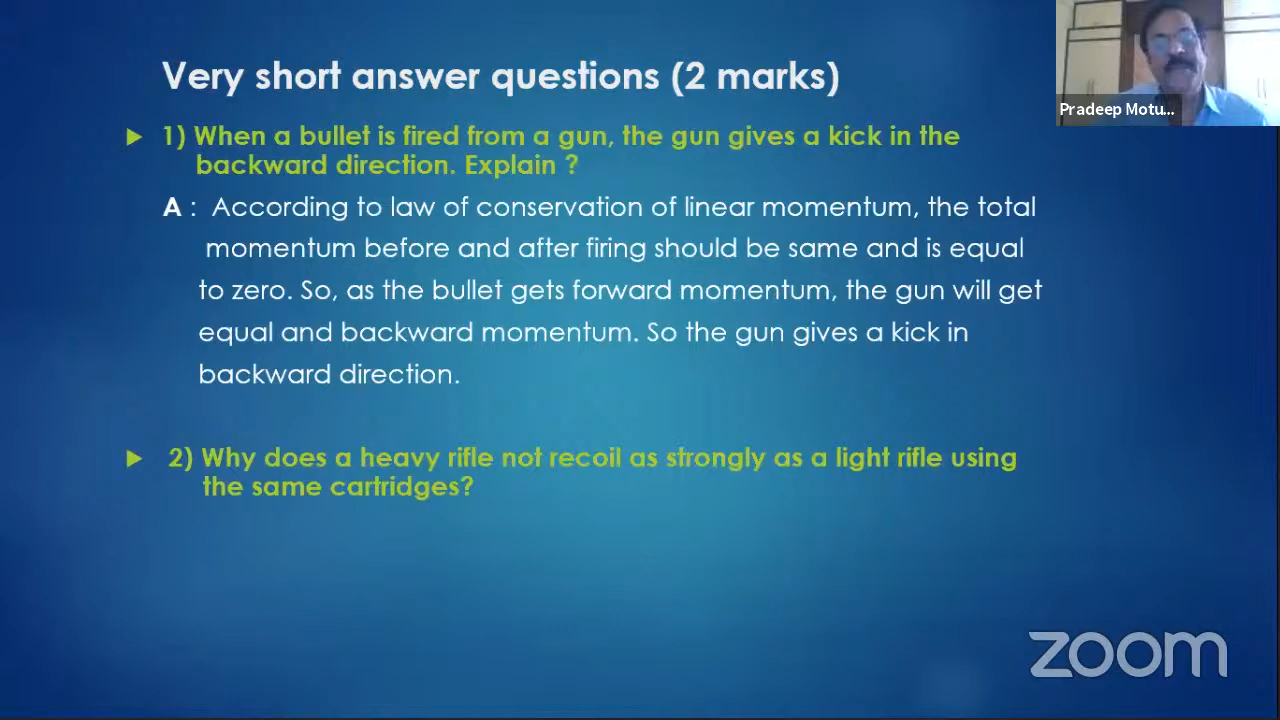 Very short answer questions (2 marks)
1) When a bullet is fired from a gun, the gun gives a kick in the
backward direction. Explain ?
A : According to law of conservation of linear momentum, the total
momentum before and after firing should be same and is equal
to zero. So, as the bullet gets forward momentum, the gun will get
equal and backward momentum. So the gun gives a kick in
backward direction.
2) Why does a heavy rifle not recoil as strongly as a light rifle using
the same cartridges?
Pradeep Motu...
zoom